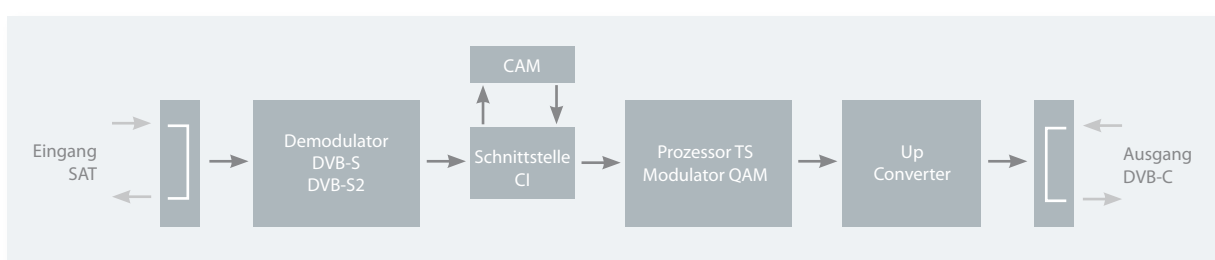 Eingang
SAT
Demodulator
DVB-S
DVB-S2
CAM
Schnittstelle
CI
Prozessor TS
Modulator QAM
Up
Converter
Ausgang
DVB-C